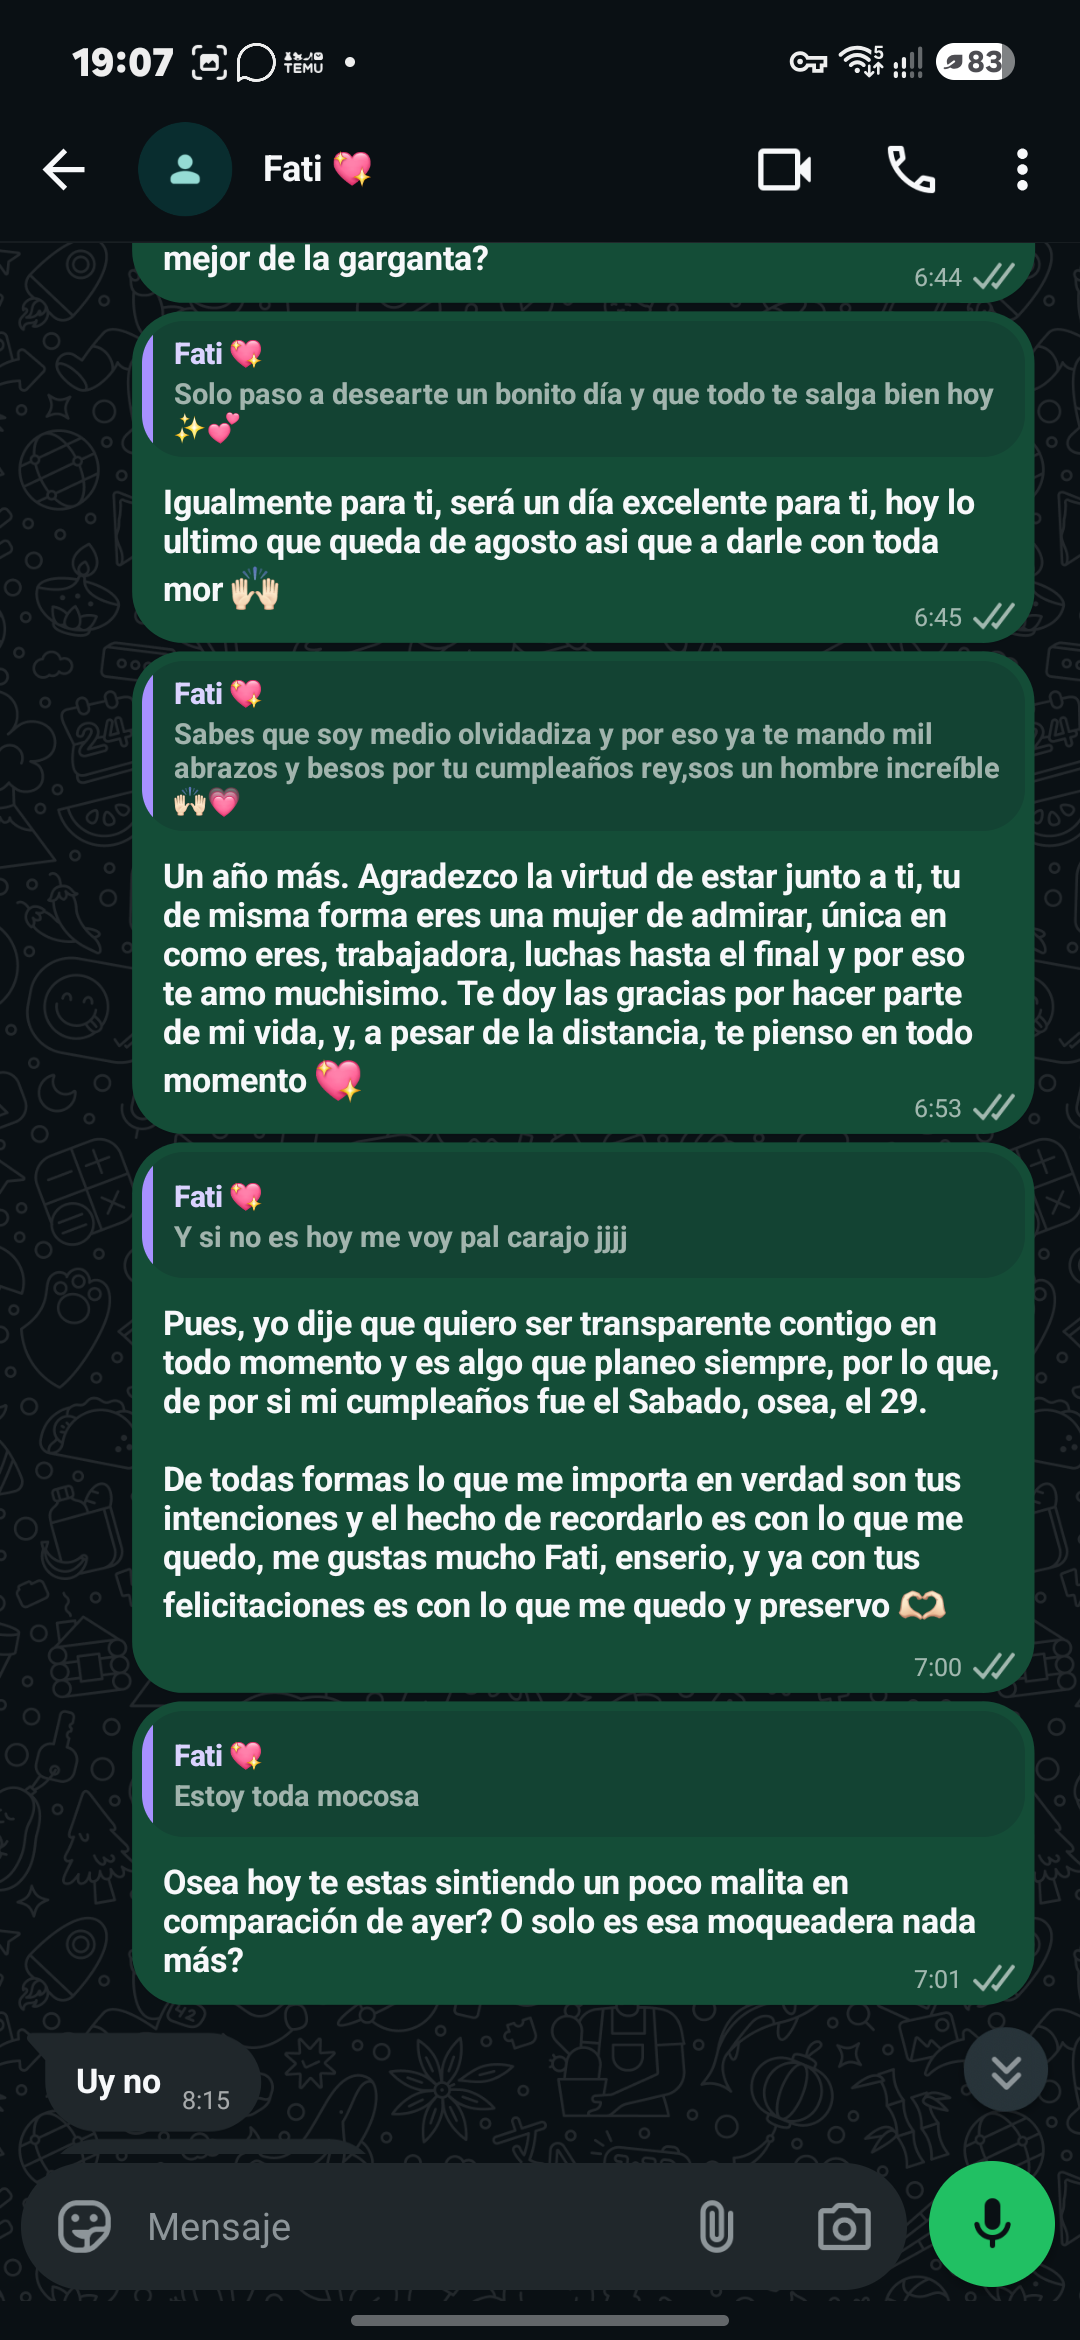 19:07
TEMU
5
83
Fati 💖
mejor de la garganta?
6:44
Fati 💖
Solo paso a desearte un bonito día y que todo te salga bien hoy
✨💕
Igualmente para ti, será un día excelente para ti, hoy lo
ultimo que queda de agosto asi que a darle con toda
mor 🙌🏻
6:45
Fati 💖
Sabes que soy medio olvidadiza y por eso ya te mando mil
abrazos y besos por tu cumpleaños rey,sos un hombre increíble
🙌🏻💗
Un año más. Agradezco la virtud de estar junto a ti, tu
de misma forma eres una mujer de admirar, única en
como eres, trabajadora, luchas hasta el final y por eso
te amo muchisimo. Te doy las gracias por hacer parte
de mi vida, y, a pesar de la distancia, te pienso en todo
momento 💖
6:53
Fati 💖
Y si no es hoy me voy pal carajo jjjj
Pues, yo dije que quiero ser transparente contigo en
todo momento y es algo que planeo siempre, por lo que,
de por si mi cumpleaños fue el Sabado, osea, el 29.
De todas formas lo que me importa en verdad son tus
intenciones y el hecho de recordarlo es con lo que me
quedo, me gustas mucho Fati, enserio, y ya con tus
felicitaciones es con lo que me quedo y preservo 🫶🏻
7:00
Fati 💖
Estoy toda mocosa
Osea hoy te estas sintiendo un poco malita en
comparación de ayer? O solo es esa moqueadera nada
más?
7:01
Uy no
8:15
Mensaje